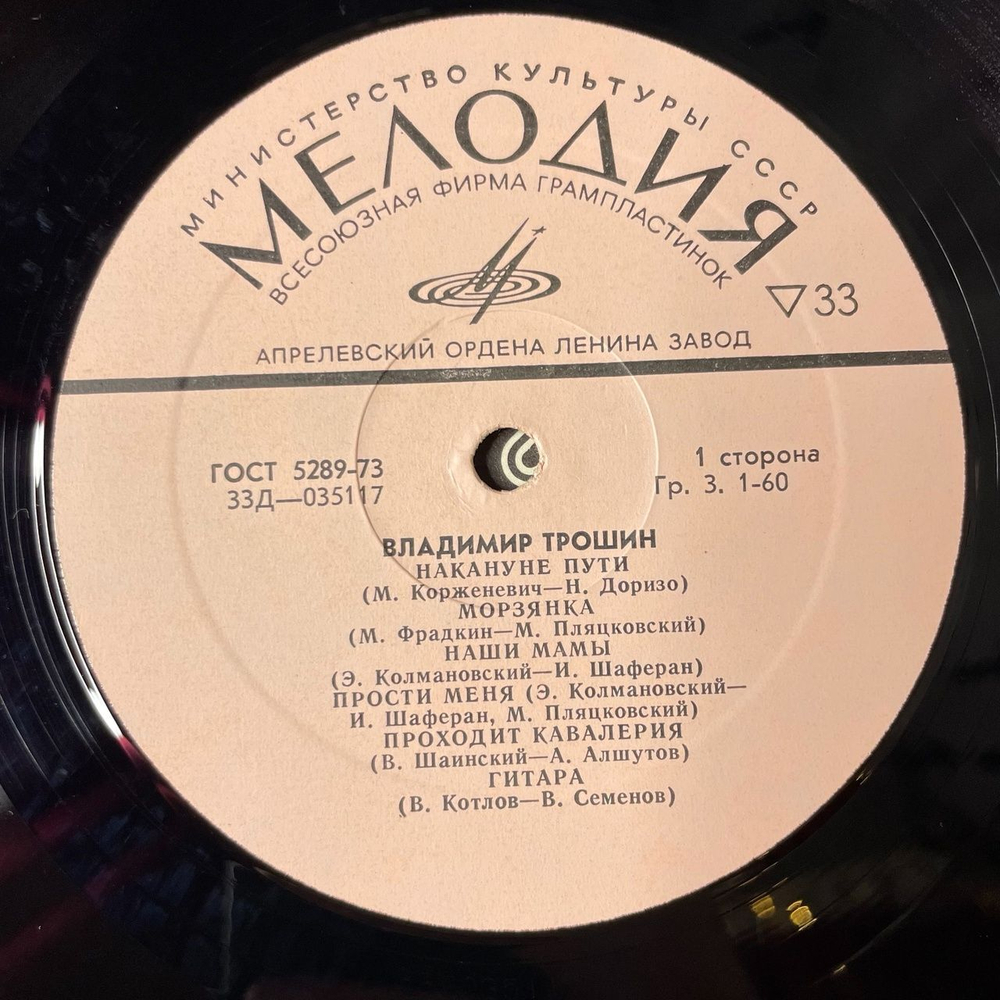 МИНИСТЕРСТВО КУЛЬТУРЫ СССР
МЕЛОДИЯ
ВСЕСОЮЗНАЯ ФИРМА ГРАМПЛАСТИНОК
33
АПРЕЛЕВСКИЙ ОРДЕНА ЛЕНИНА ЗАВОД
ГОСТ 5289-73
33Д—035117
1 сторона
Гр. 3. 1-60
ВЛАДИМИР ТРОШИН
НАКАНУНЕ ПУТИ
(М. Корженевич—Н. Доризо)
МОРЗЯНКА
(М. Фрадкин—М. Пляцковский)
НАШИ МАМЫ
(Э. Колмановский—И. Шаферан)
ПРОСТИ МЕНЯ (Э. Колмановский—
И. Шаферан, М. Пляцковский)
ПРОХОДИТ КАВАЛЕРИЯ
(В. Шаинский—А. Алшутов)
ГИТАРА
(В. Котлов—В. Семенов)